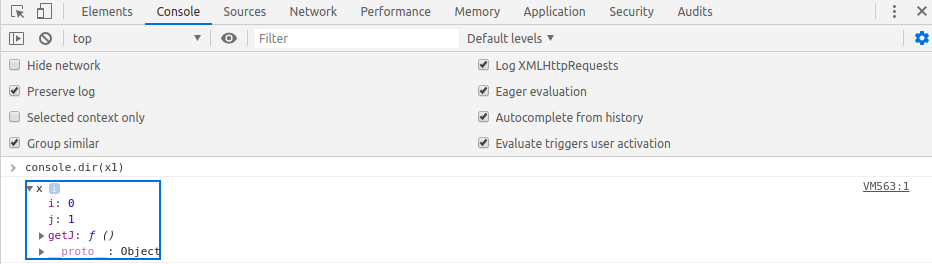 Elements Console Sources Network Performance Memory Application Security Audits
top Filter Default levels
Hide network Log XMLHttpRequests
Preserve log Eager evaluation
Selected context only Autocomplete from history
Group similar Evaluate triggers user activation
console.dir(x1)
x i VM563:1
i: 0
j: 1
getJ: ƒ ()
__proto__: Object